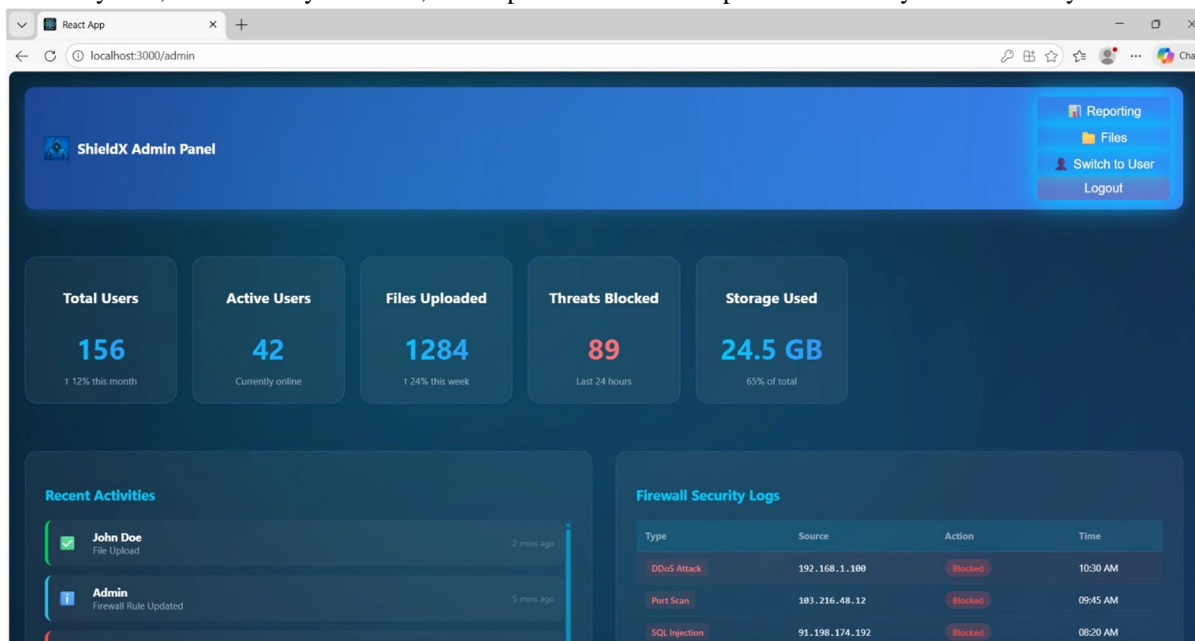 React App
localhost:3000/admin
Cha
ShieldX Admin Panel
Reporting
Files
Switch to User
Logout
Total Users
156
↑ 12% this month
Active Users
42
Currently online
Files Uploaded
1284
↑ 24% this week
Threats Blocked
89
Last 24 hours
Storage Used
24.5 GB
65% of total
Recent Activities
John Doe
File Upload
2 mins ago
Admin
Firewall Rule Updated
5 mins ago
Firewall Security Logs
Type Source Action Time
DDoS Attack 192.168.1.100 Blocked 10:30 AM
Port Scan 103.216.48.12 Blocked 09:45 AM
SQL Injection 91.198.174.192 Blocked 08:20 AM